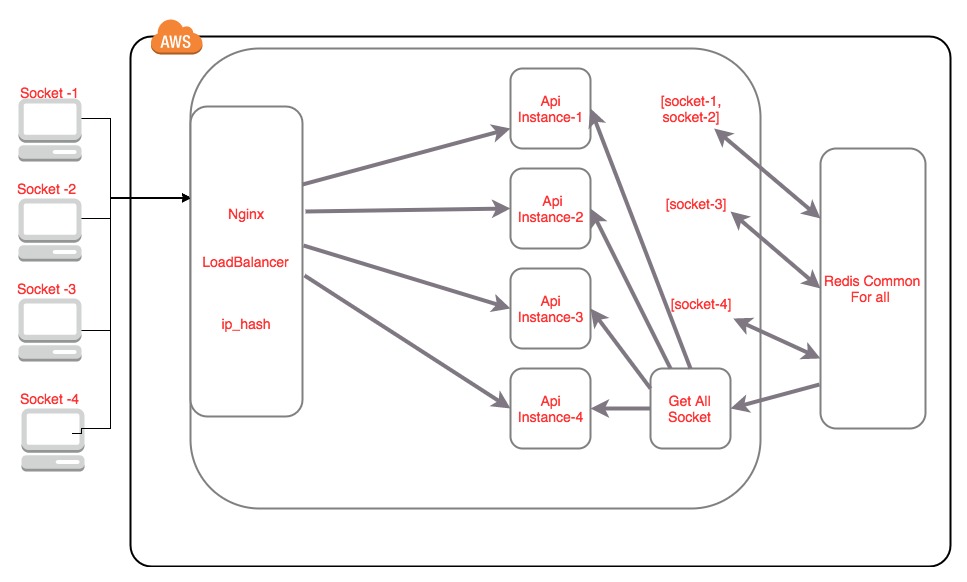 AWS
Socket -1
Socket -2
Socket -3
Socket -4
Nginx
LoadBalancer
ip_hash
Api
Instance-1
Api
Instance-2
Api
Instance-3
Api
Instance-4
[socket-1,
socket-2]
[socket-3]
[socket-4]
Get All
Socket
Redis Common
For all